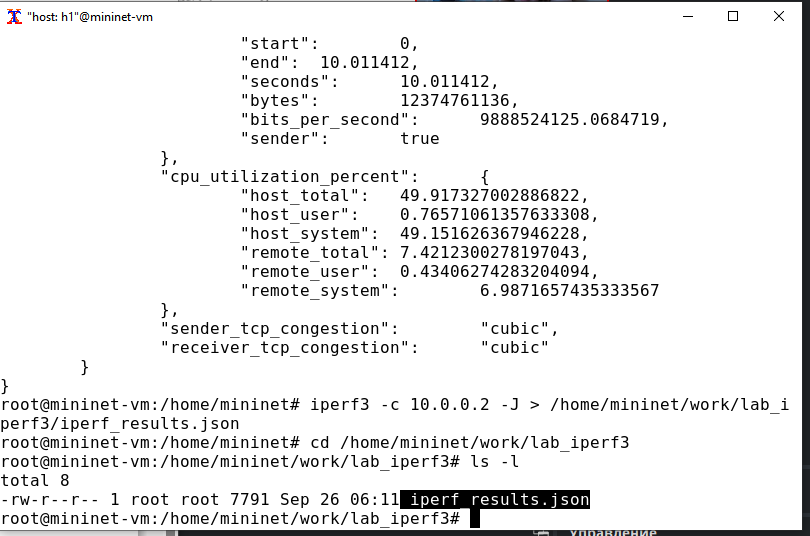 "host: h1"@mininet-vm
"start": 0,
"end": 10.011412,
"seconds": 10.011412,
"bytes": 12374761136,
"bits_per_second": 9888524125.0684719,
"sender": true
},
"cpu_utilization_percent": {
"host_total": 49.917327002886822,
"host_user": 0.76571061357633308,
"host_system": 49.151626367946228,
"remote_total": 7.4212300278197043,
"remote_user": 0.43406274283204094,
"remote_system": 6.9871657435333567
},
"sender_tcp_congestion": "cubic",
"receiver_tcp_congestion": "cubic"
}
}
root@mininet-vm:/home/mininet# iperf3 -c 10.0.0.2 -J > /home/mininet/work/lab_i
perf3/iperf_results.json
root@mininet-vm:/home/mininet# cd /home/mininet/work/lab_iperf3
root@mininet-vm:/home/mininet/work/lab_iperf3# ls -l
total 8
-rw-r--r-- 1 root root 7791 Sep 26 06:11 iperf_results.json
root@mininet-vm:/home/mininet/work/lab_iperf3#
Управление